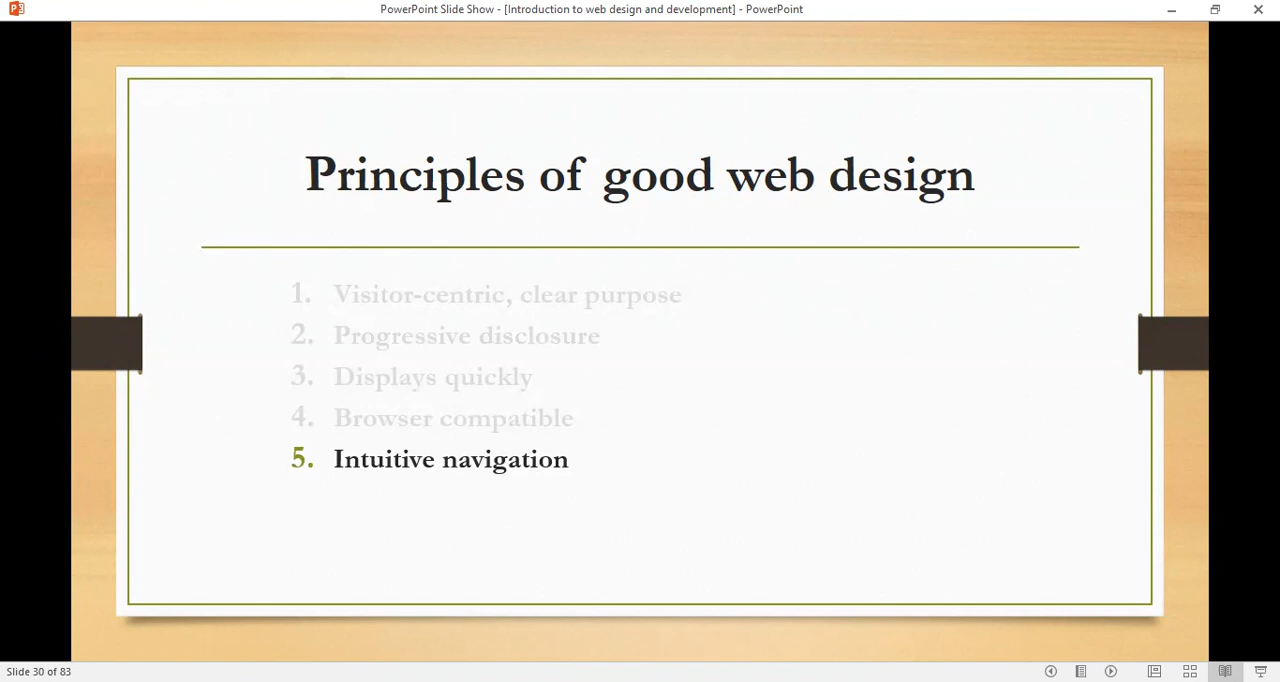 PowerPoint Slide Show - [Introduction to web design and development] - PowerPoint
Principles of good web design
1. Visitor-centric, clear purpose
2. Progressive disclosure
3. Displays quickly
4. Browser compatible
5. Intuitive navigation
Slide 30 of 83